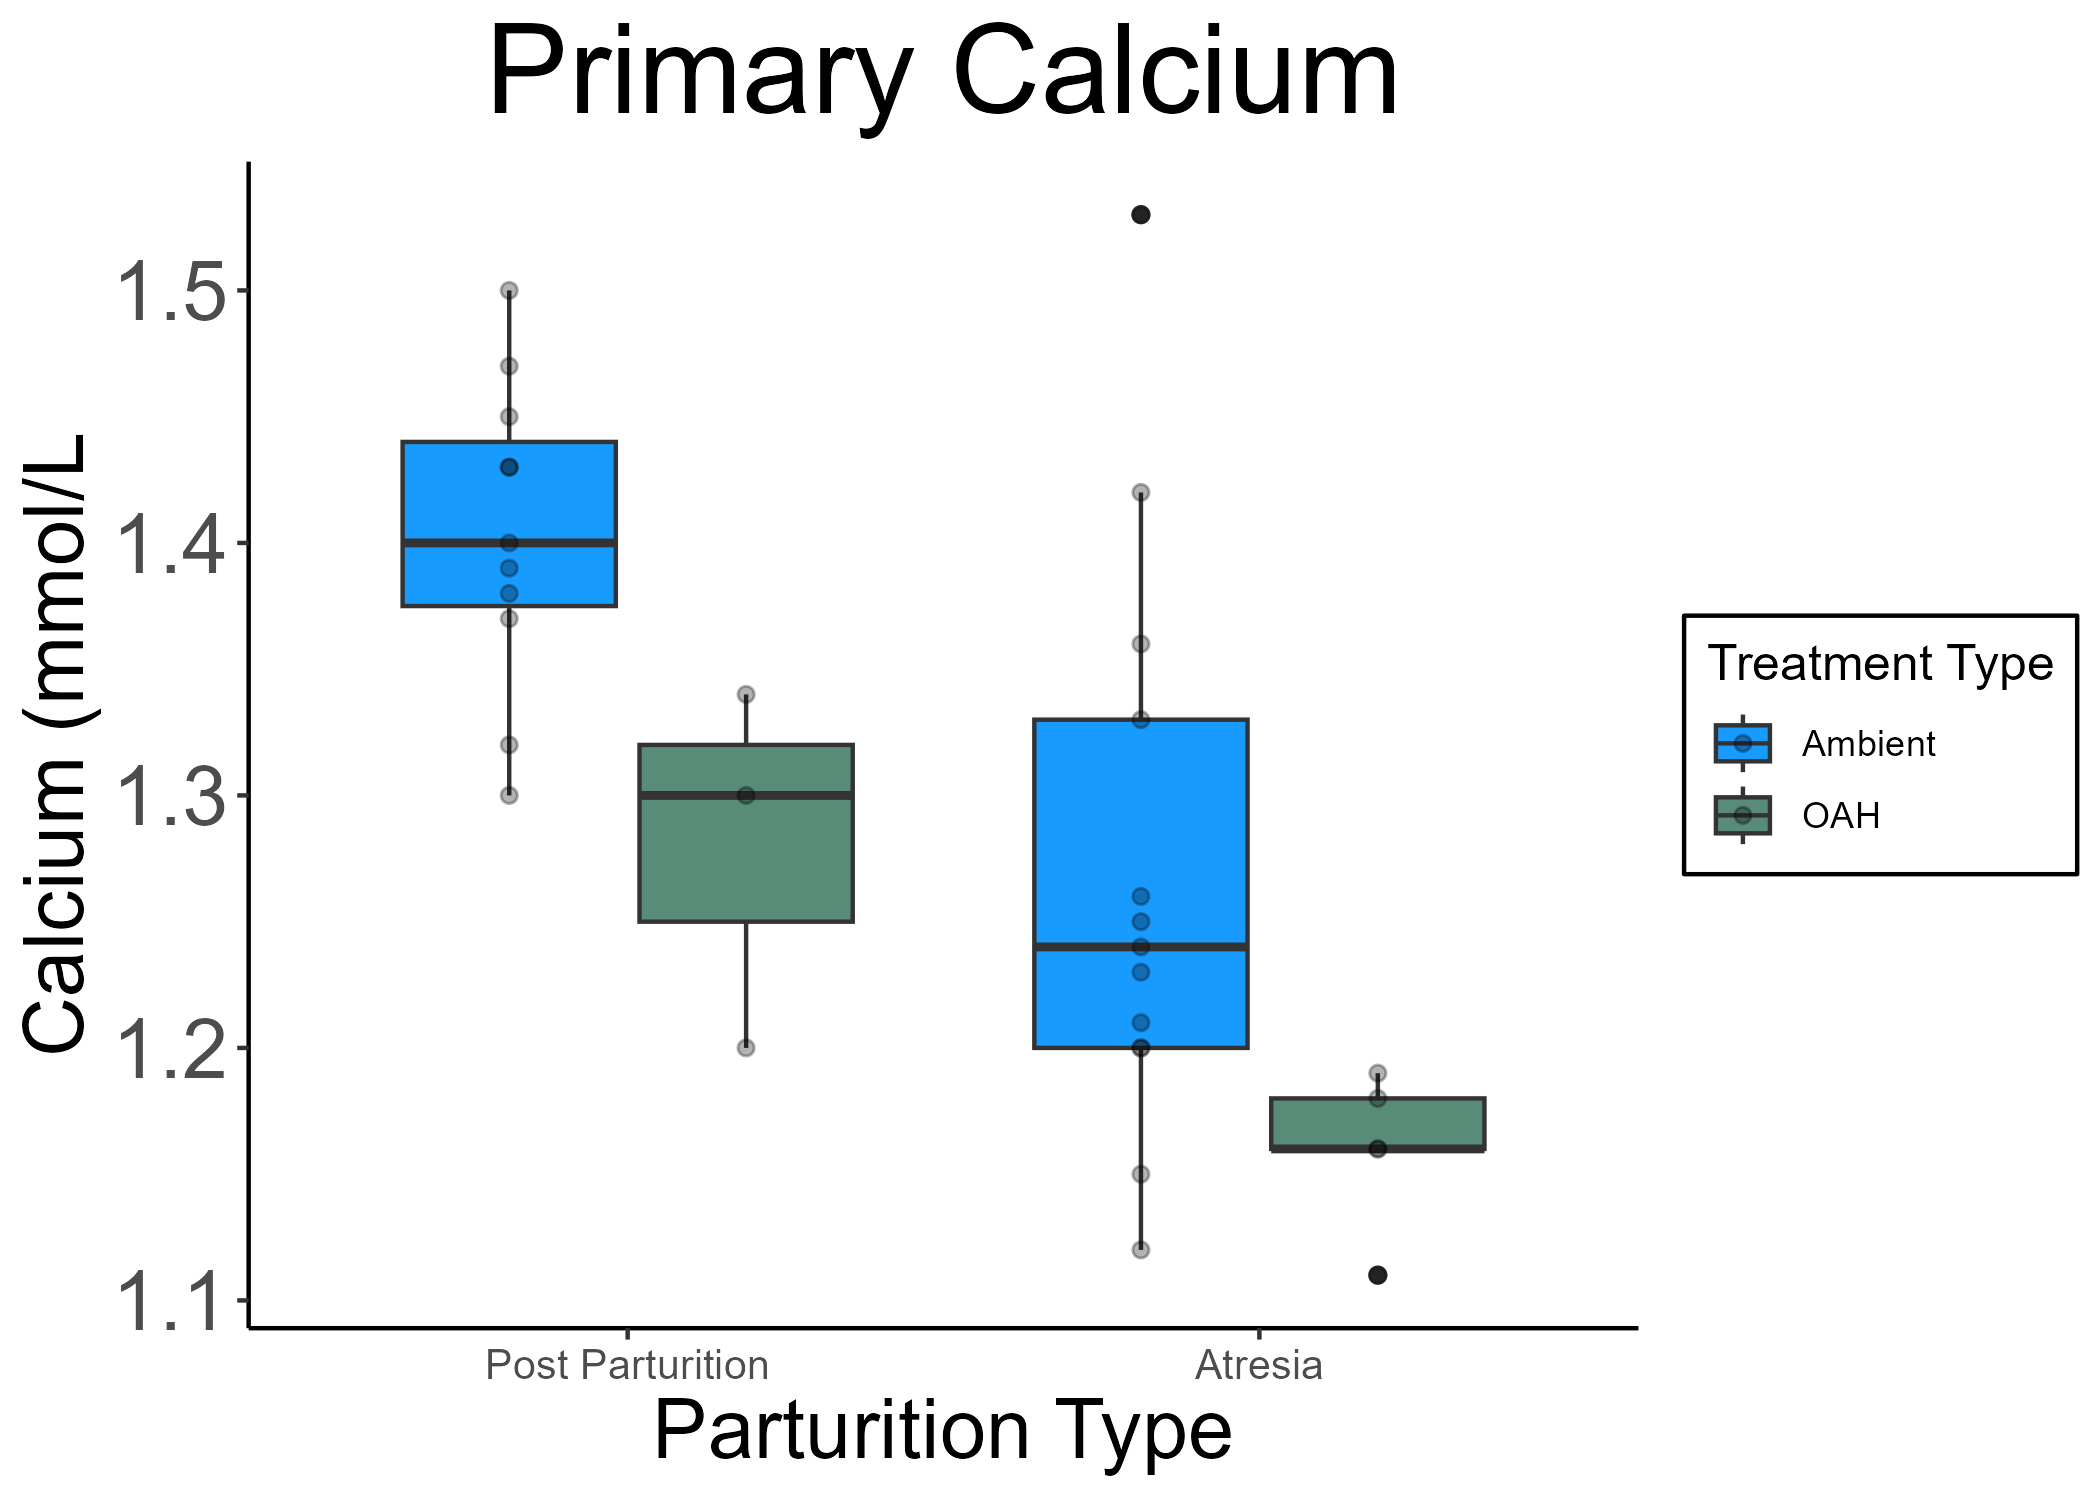 Primary Calcium
Calcium (mmol/L
1.5
1.4
1.3
1.2
1.1
Post Parturition
Atresia
Parturition Type
Treatment Type
Ambient
OAH